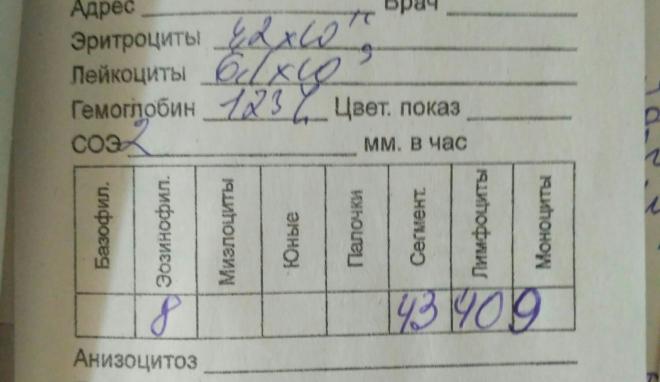 Адрес Врач
Эритроциты 4,2×10¹²
Лейкоциты 6,1×10⁹
Гемоглобин 123 Цвет. показ
СОЭ 2 мм. в час
Базофил. Эозинофил. Миэлоциты Юные Палочки Сегмент. Лимфоциты Моноциты
8 43 40 9
Анизоцитоз